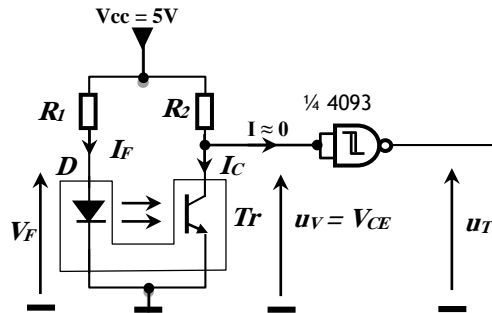 Vcc = 5V
¼ 4093
R1
R2
I ≈ 0
IF
IC
D
VF
Tr
uV = VCE
uT